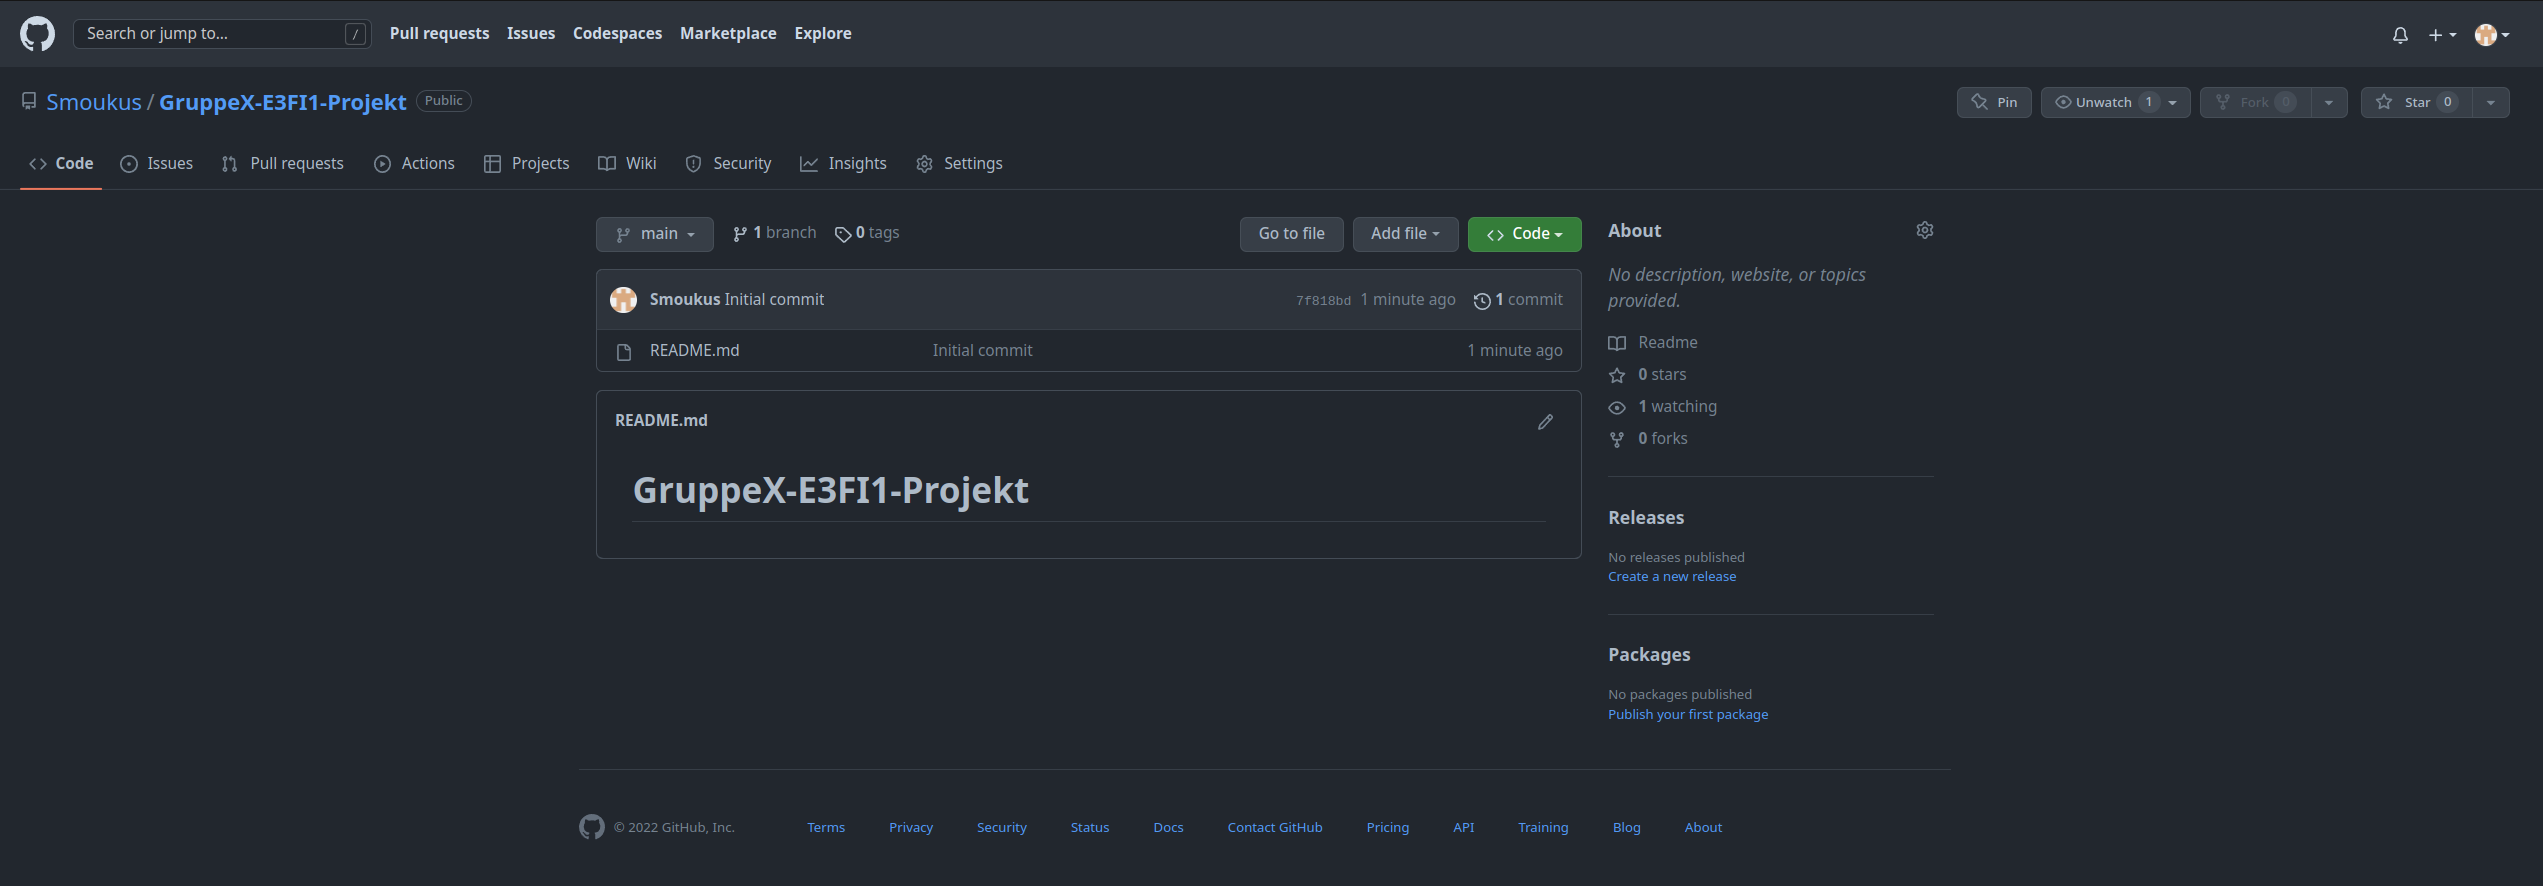 Search or jump to... / Pull requests Issues Codespaces Marketplace Explore
Smoukus / GruppeX-E3FI1-Projekt Public Pin Unwatch 1 Fork 0 Star 0
Code Issues Pull requests Actions Projects Wiki Security Insights Settings
main 1 branch 0 tags Go to file Add file Code
Smoukus Initial commit 7f818bd 1 minute ago 1 commit
README.md Initial commit 1 minute ago
README.md
GruppeX-E3FI1-Projekt
About
No description, website, or topics
provided.
Readme
0 stars
1 watching
0 forks
Releases
No releases published
Create a new release
Packages
No packages published
Publish your first package
© 2022 GitHub, Inc. Terms Privacy Security Status Docs Contact GitHub Pricing API Training Blog About